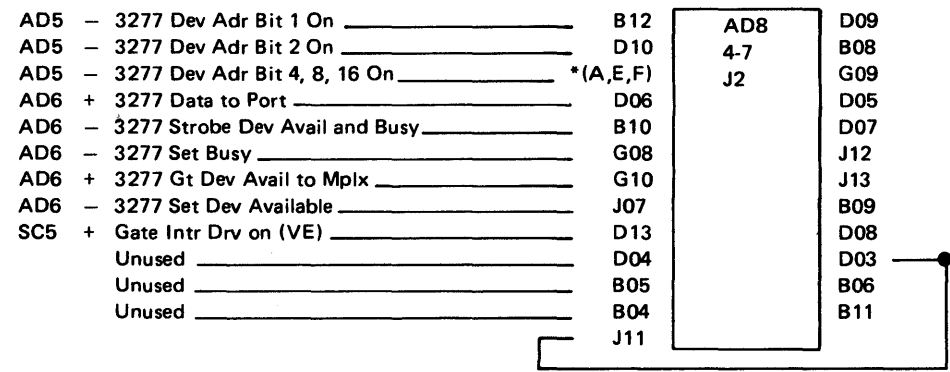 AD5 – 3277 Dev Adr Bit 1 On B12 AD8 D09
AD5 – 3277 Dev Adr Bit 2 On D10 4-7 B08
AD5 – 3277 Dev Adr Bit 4, 8, 16 On *(A,E,F) J2 G09
AD6 + 3277 Data to Port D06 D05
AD6 – 3277 Strobe Dev Avail and Busy B10 D07
AD6 – 3277 Set Busy G08 J12
AD6 + 3277 Gt Dev Avail to Mplx G10 J13
AD6 – 3277 Set Dev Available J07 B09
SC5 + Gate Intr Drv on (VE) D13 D08
Unused D04 D03
Unused B05 B06
Unused B04 B11
J11